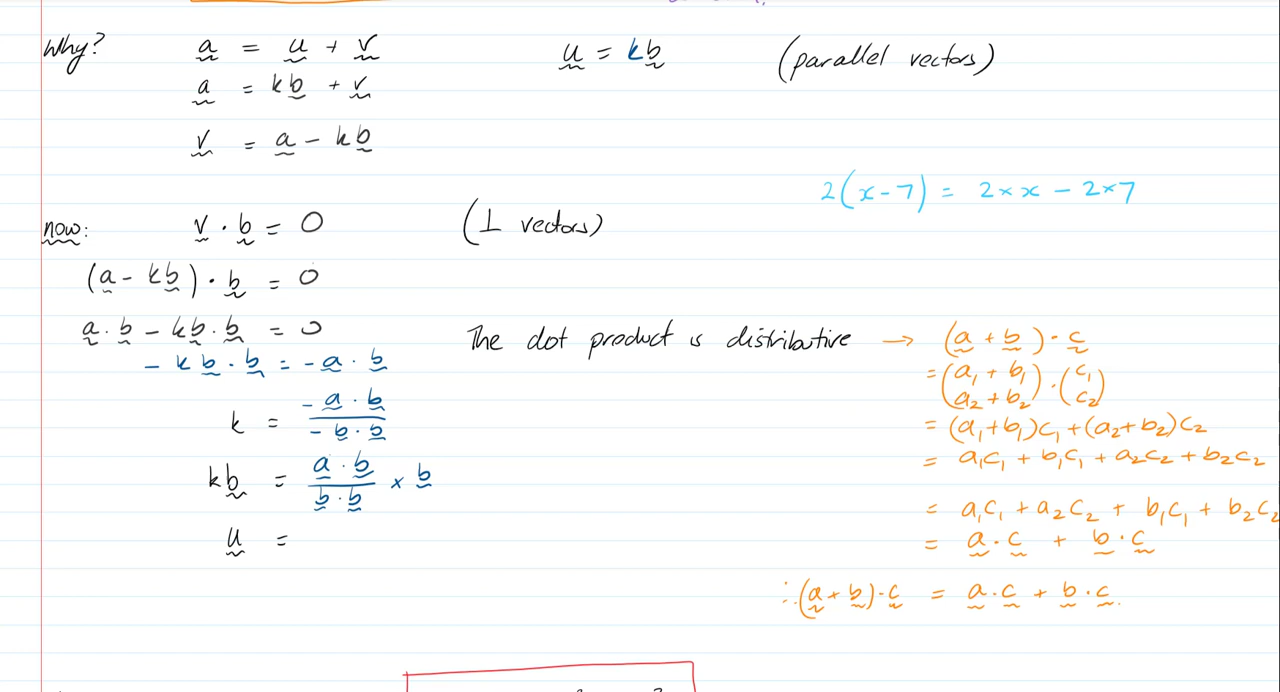 Why? a = u + v u = kb (parallel vectors)
a = kb + v
v = a - kb
2(x-7) = 2×x - 2×7
now: v · b = 0 (⊥ vectors)
(a - kb) · b = 0
a · b - kb · b = 0 The dot product is distributive → (a + b) · c
- k b · b = - a · b = (a₁ + b₁ a₂ + b₂) · (c₁ c₂)
k = - a · b / - b · b = (a₁+b₁)c₁ + (a₂+b₂)c₂
= a₁c₁ + b₁c₁ + a₂c₂ + b₂c₂
kb = a · b / b · b × b
= a₁c₁ + a₂c₂ + b₁c₁ + b₂c₂
u = = a · c + b · c
∴ (a + b) · c = a · c + b · c